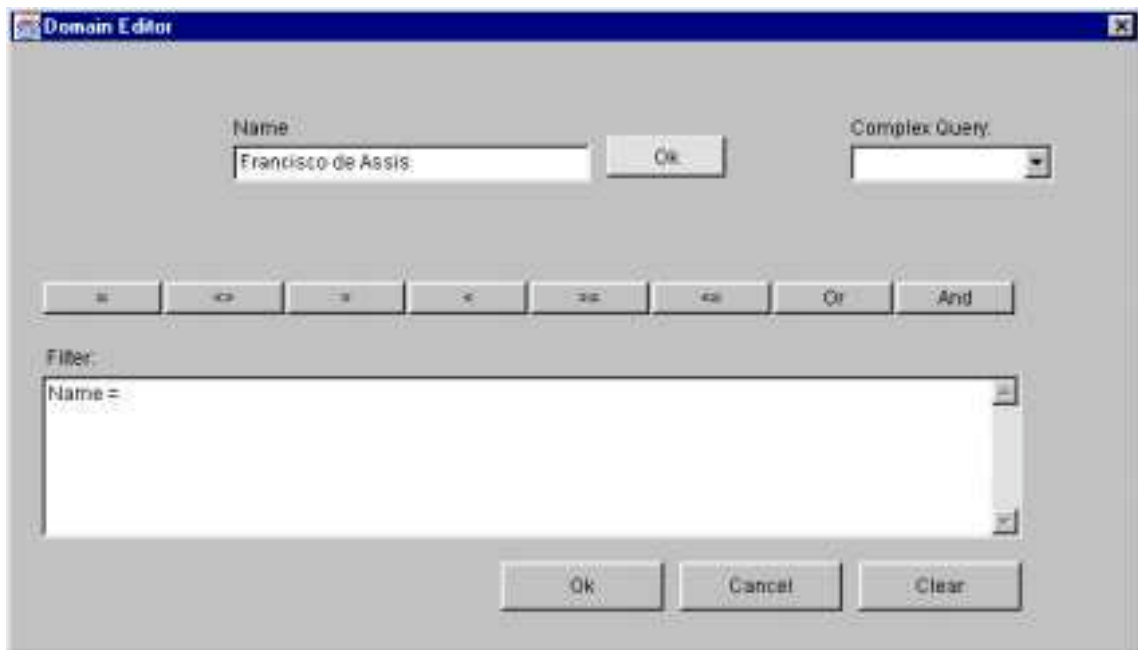 Domain Editor
Name
Complex Query:
Francisco de Assis
Ok
= <> > < >= <= Or And
Filter:
Name =
Ok Cancel Clear